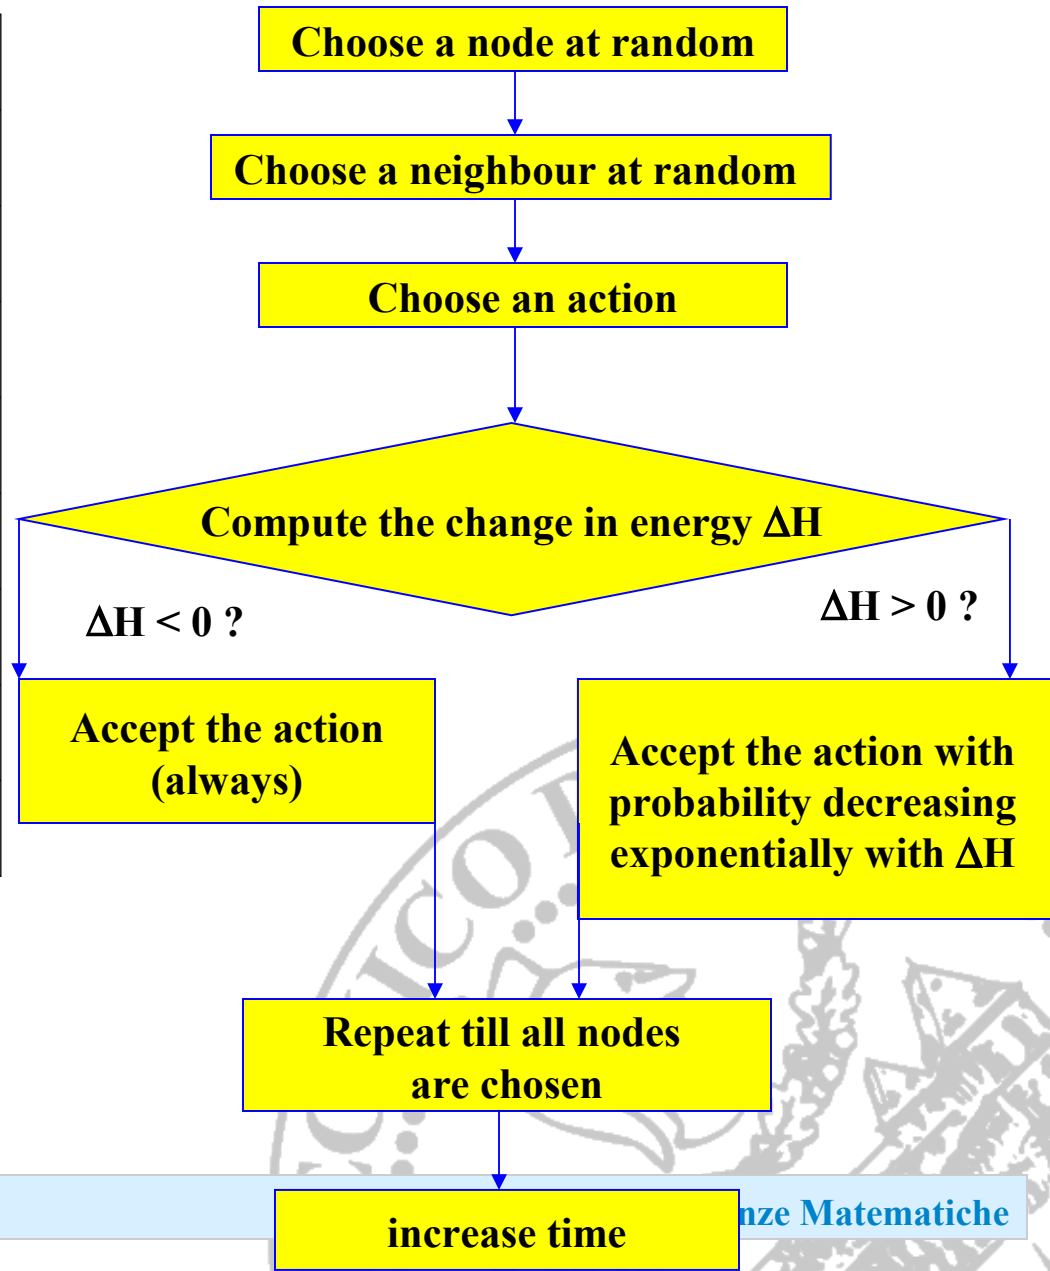 Choose a node at random
Choose a neighbour at random
Choose an action
Compute the change in energy ΔH
ΔH < 0 ?
ΔH > 0 ?
Accept the action
(always)
Accept the action with
probability decreasing
exponentially with ΔH
Repeat till all nodes
are chosen
increase time
Matematiche